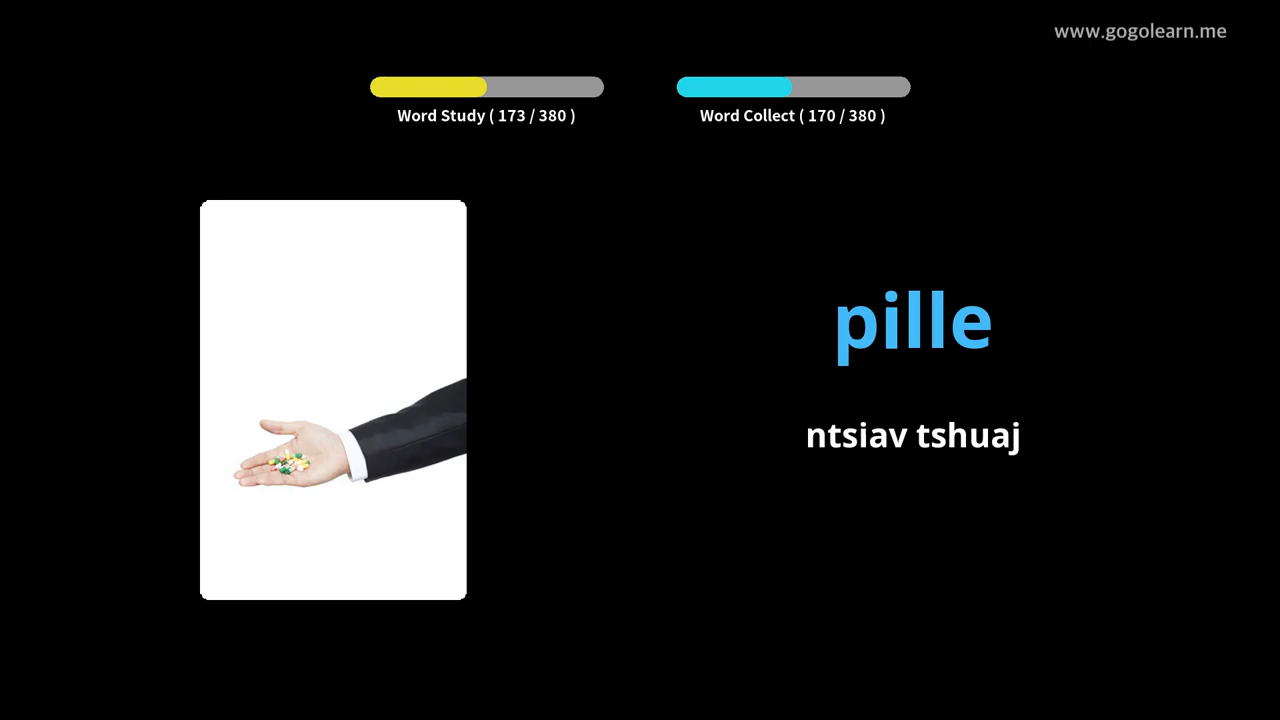 www.gogolearn.me
Word Study ( 173 / 380 )
Word Collect ( 170 / 380 )
pille
ntsiav tshuaj